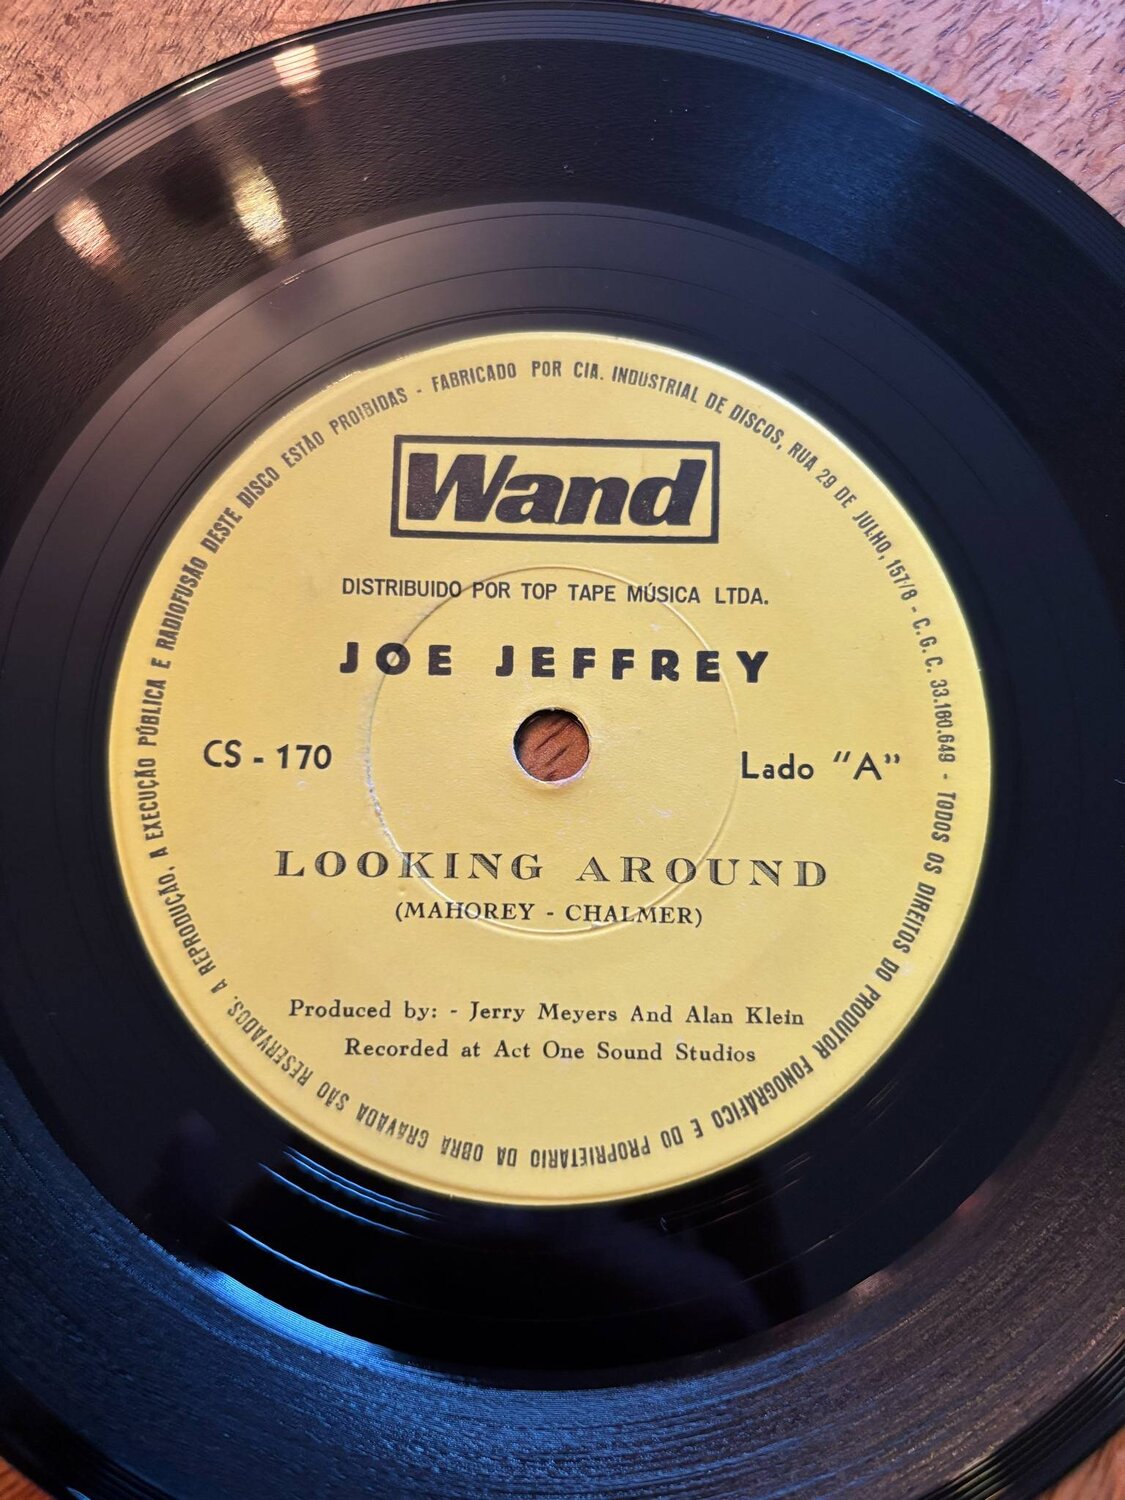 Wand
DISTRIBUIDO POR TOP TAPE MÚSICA LTDA.
JOE JEFFREY
CS - 170
Lado "A"
LOOKING AROUND
(MAHOREY - CHALMER)
Produced by: - Jerry Meyers And Alan Klein
Recorded at Act One Sound Studios
FABRICADO POR CIA. INDUSTRIAL DE DISCOS, RUA 29 DE JULHO, 157/8 - C. G. C. 33.160.649 - TODOS OS DIREITOS DO PRODUTOR FONOGRÁFICO E DO PROPRIETARIO DA OBRA GRAVADA SÃO RESERVADOS. A REPRODUÇÃO, A EXECUÇÃO PÚBLICA E RADIOFUSÃO DESTE DISCO ESTÃO PROIBIDAS -